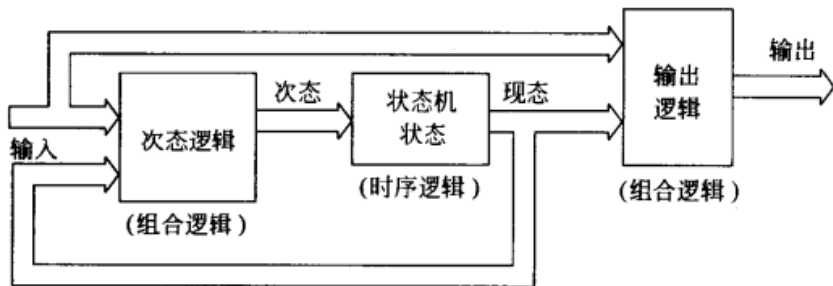 输入
次态逻辑
(组合逻辑)
次态
状态机
状态
(时序逻辑)
现态
输出
逻辑
(组合逻辑)
输出